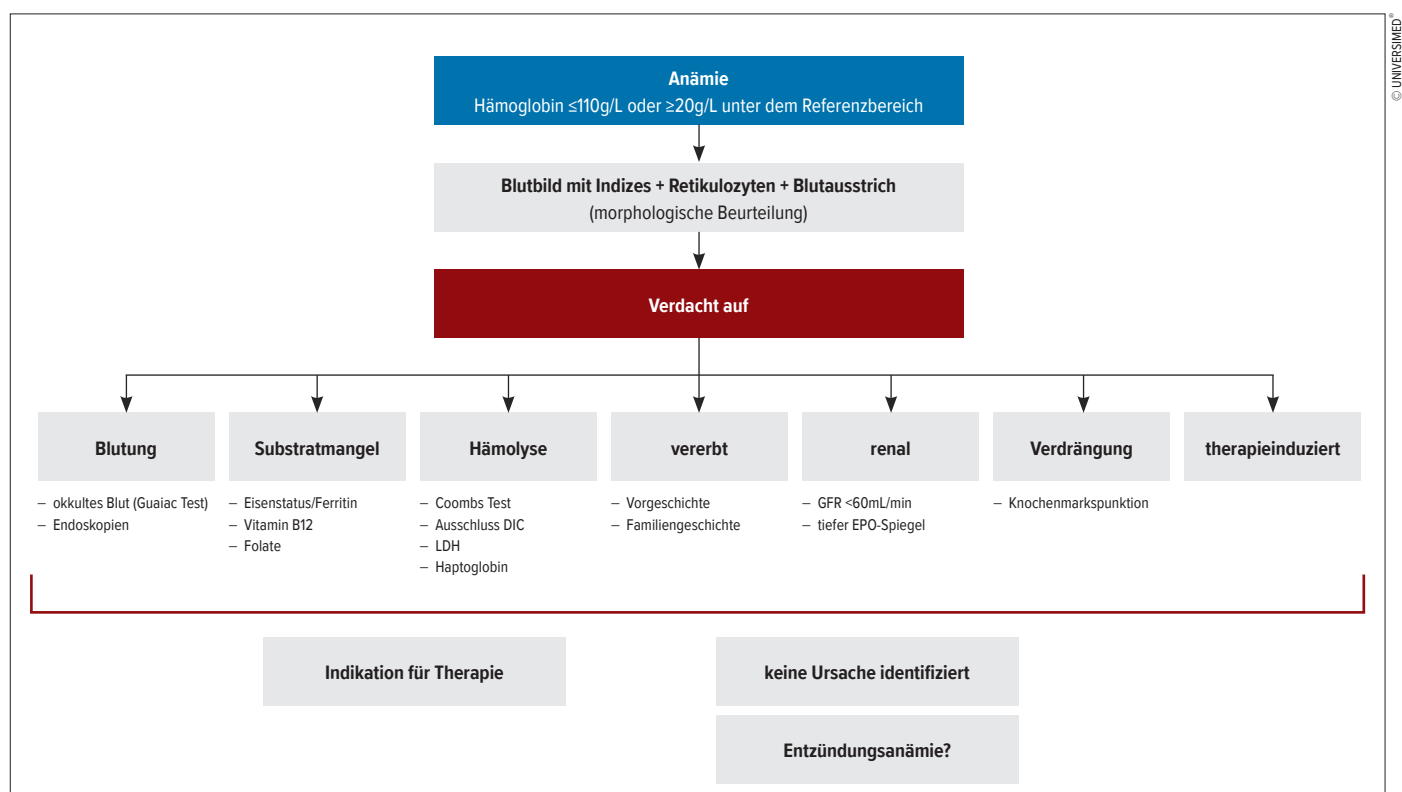 © UNIVERSIMED®
Anämie
Hämoglobin ≤110g/L oder ≥20g/L unter dem Referenzbereich
Blutbild mit Indizes + Retikulozyten + Blutausstrich
(morphologische Beurteilung)
Verdacht auf
Blutung
– okkultes Blut (Guaiac Test)
– Endoskopien
Substratmangel
– Eisenstatus/Ferritin
– Vitamin B12
– Folate
Hämolyse
– Coombs Test
– Ausschluss DIC
– LDH
– Haptoglobin
vererbt
– Vorgeschichte
– Familiengeschichte
renal
– GFR <60mL/min
– tiefer EPO-Spiegel
Verdrängung
– Knochenmarkspunktion
therapieinduziert
Indikation für Therapie
keine Ursache identifiziert
Entzündungsanämie?